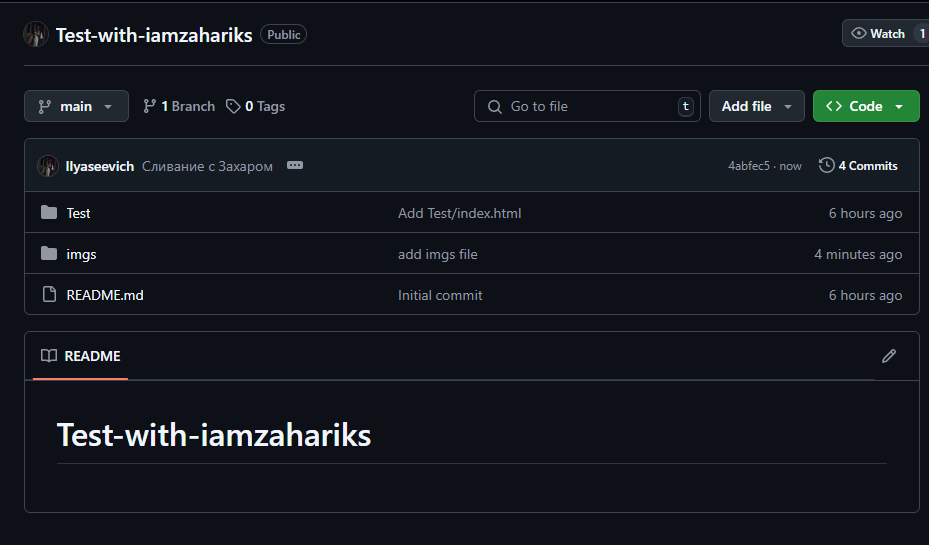 Test-with-iamzahariks Public
Watch 1
main 1 Branch 0 Tags
Go to file t
Add file
Code
Ilyaseevich Сливание с Захаром 4abfec5 · now 4 Commits
Test Add Test/index.html 6 hours ago
imgs add imgs file 4 minutes ago
README.md Initial commit 6 hours ago
README
Test-with-iamzahariks